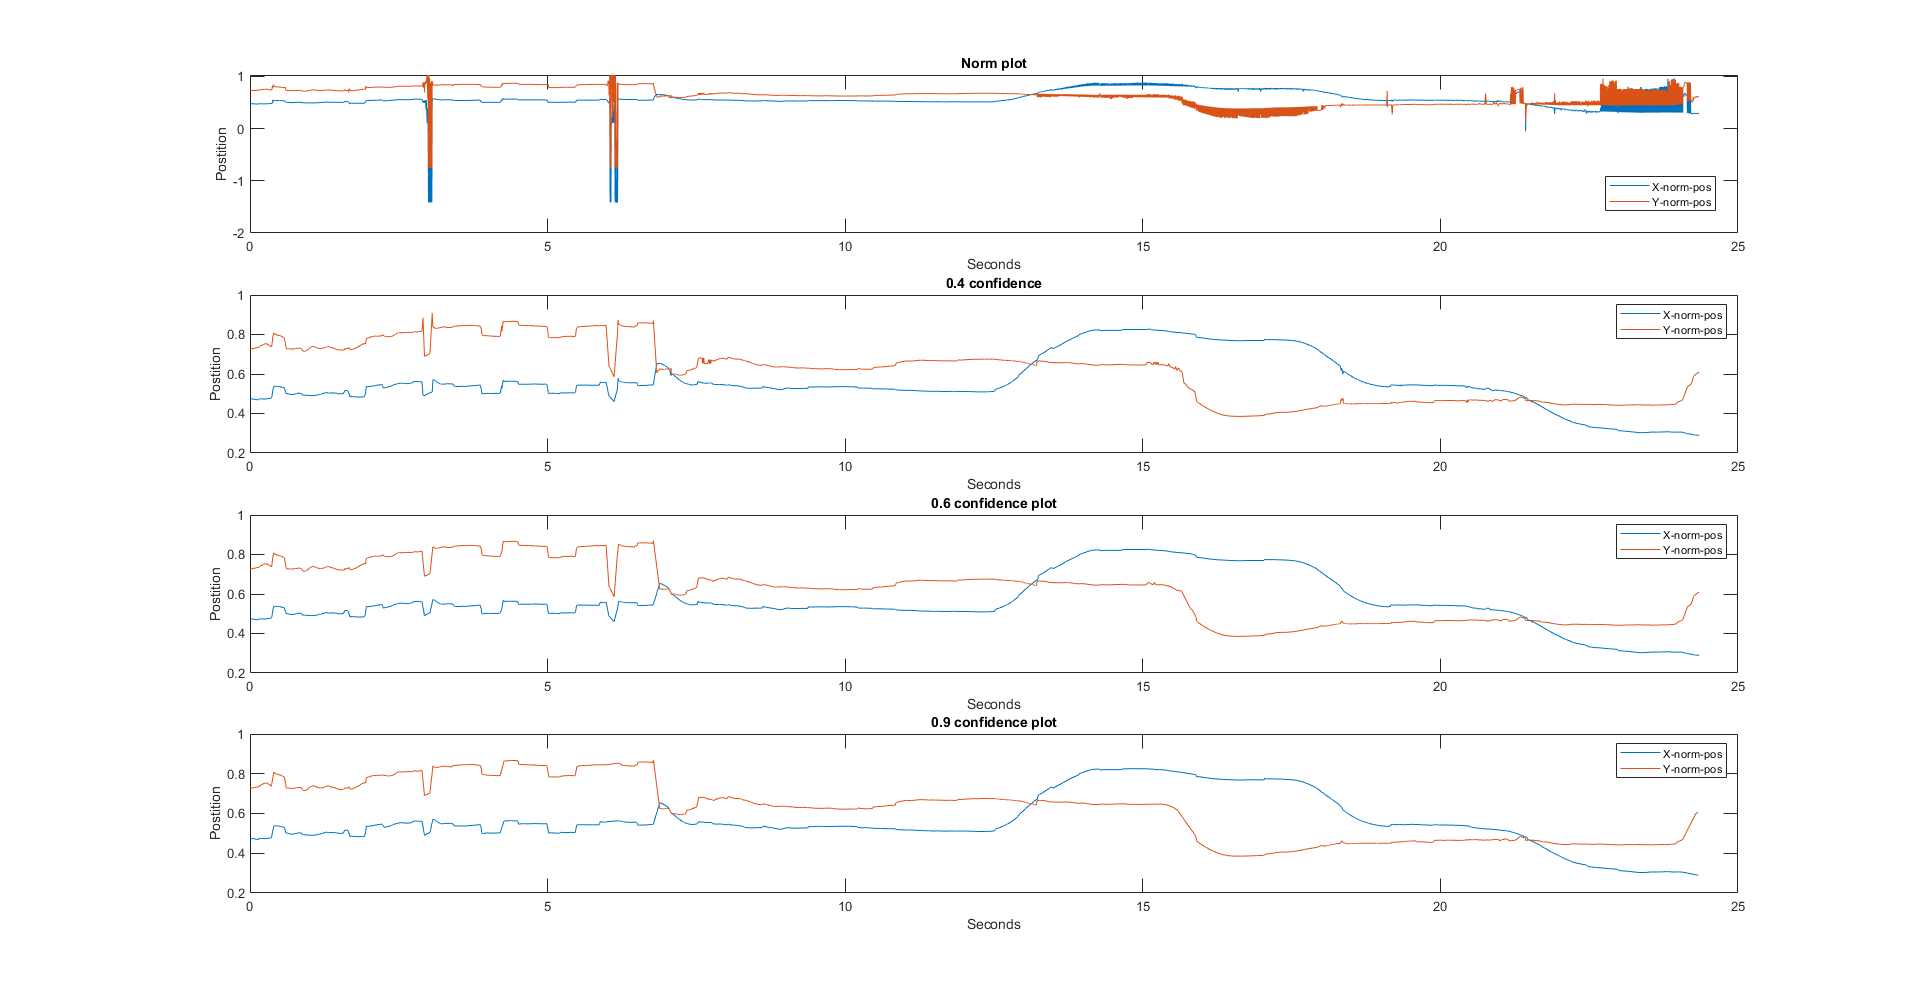 Norm plot
1
0
-1
-2
Postition
X-norm-pos
Y-norm-pos
0 5 10 15 20 25
Seconds
0.4 confidence
1
0.8
0.6
0.4
0.2
Postition
X-norm-pos
Y-norm-pos
0 5 10 15 20 25
Seconds
0.6 confidence plot
1
0.8
0.6
0.4
0.2
Postition
X-norm-pos
Y-norm-pos
0 5 10 15 20 25
Seconds
0.9 confidence plot
1
0.8
0.6
0.4
0.2
Postition
X-norm-pos
Y-norm-pos
0 5 10 15 20 25
Seconds